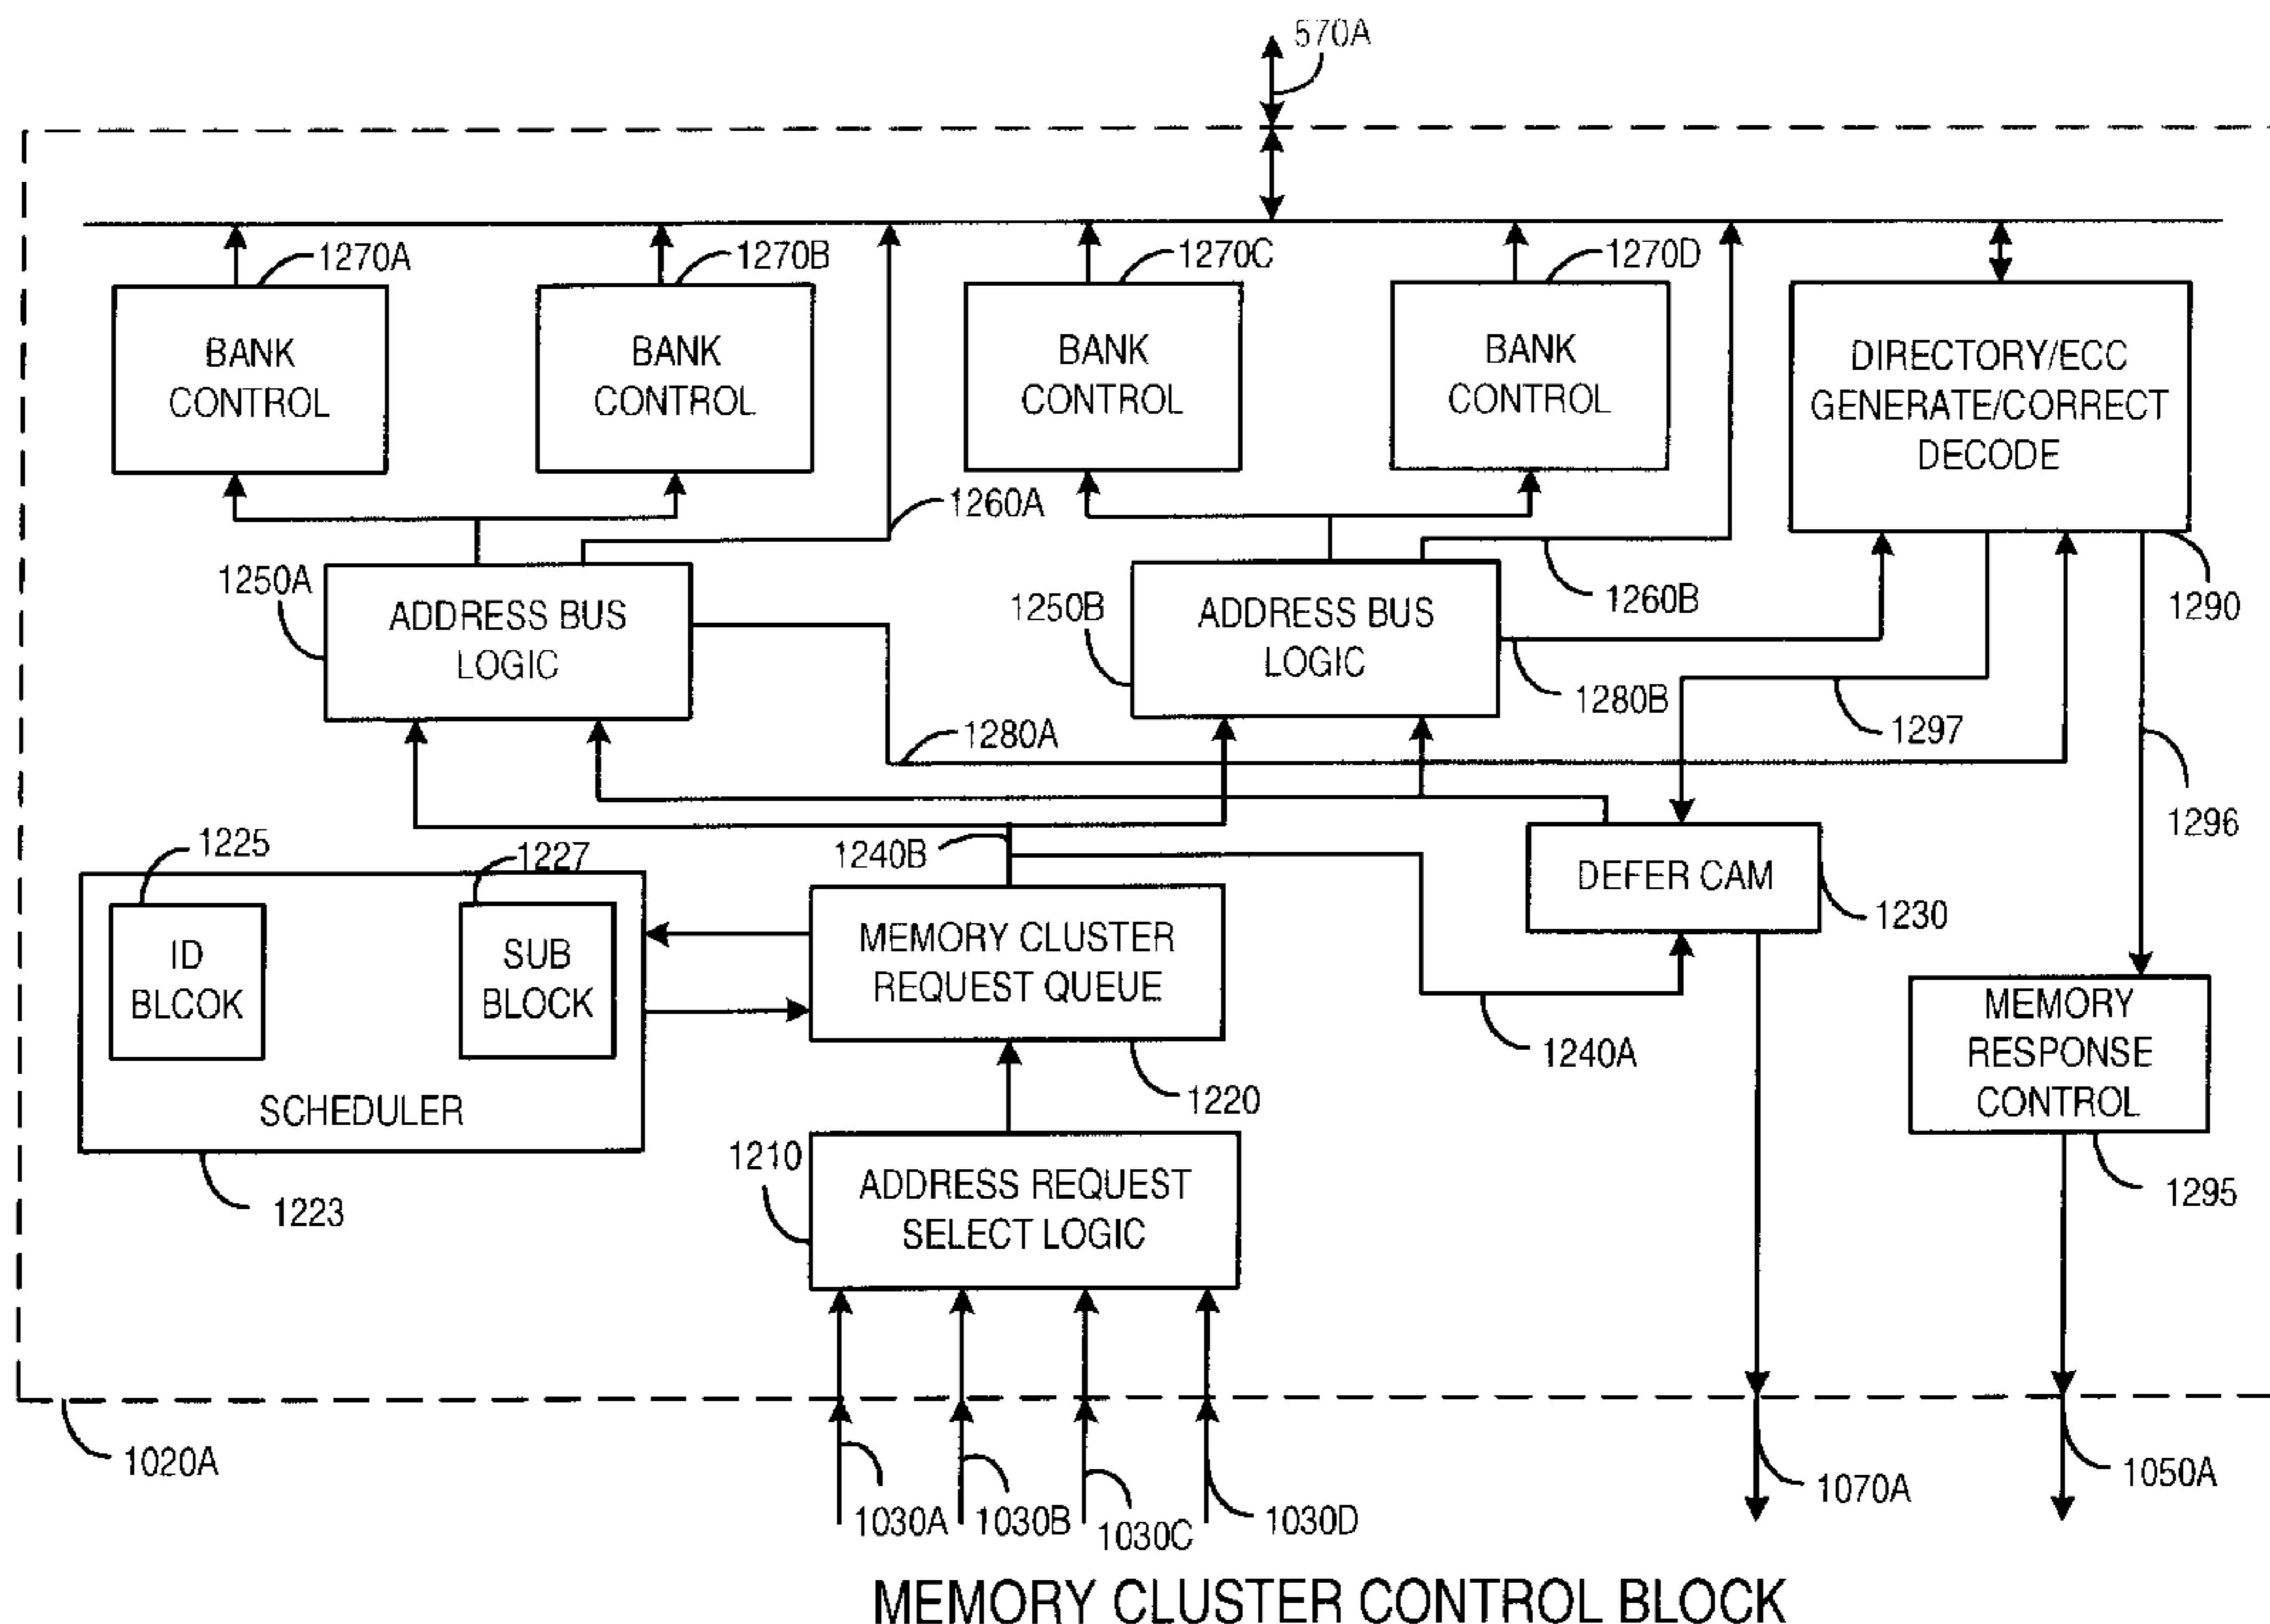 570A
1270A
1270B
1270C
1270D
BANK
CONTROL
BANK
CONTROL
BANK
CONTROL
BANK
CONTROL
DIRECTORY/ECC
GENERATE/CORRECT
DECODE
1260A
1260B
1290
1250A
ADDRESS BUS
LOGIC
1250B
ADDRESS BUS
LOGIC
1280B
1297
1280A
1296
1225
1227
1240B
DEFER CAM
1230
ID
BLCOK
SUB
BLOCK
SCHEDULER
1223
MEMORY CLUSTER
REQUEST QUEUE
1220
1240A
MEMORY
RESPONSE
CONTROL
1295
1210
ADDRESS REQUEST
SELECT LOGIC
1020A
1030A
1030B
1030C
1030D
1070A
1050A
MEMORY CLUSTER CONTROL BLOCK